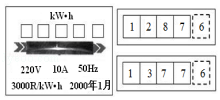 kW•h
220V 10A 50Hz
3000R/kW•h 2000年1月
1 2 8 7 6
1 3 7 7 6